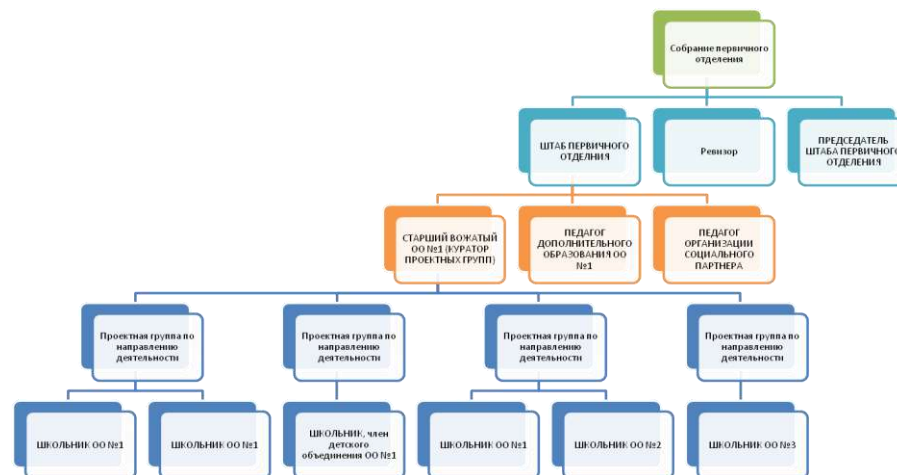 Собрание первичного
отделения
ШТАБ ПЕРВИЧНОГО
ОТДЕЛНИЯ
Ревизор
ПРЕДСЕДАТЕЛЬ
ШТАБА ПЕРВИЧНОГО
ОТДЕЛЕНИЯ
СТАРШИЙ ВОЖАТЫЙ
ОО №1 (КУРАТОР
ПРОЕКТНЫХ ГРУПП)
ПЕДАГОГ
ДОПОЛНИТЕЛЬНОГО
ОБРАЗОВАНИЯ ОО
№1
ПЕДАГОГ
ОРГАНИЗАЦИИ
СОЦИАЛЬНОГО
ПАРТНЕРА
Проектная группа по
направлению
деятельности
Проектная группа по
направлению
деятельности
Проектная группа по
направлению
деятельности
Проектная группа по
направлению
деятельности
ШКОЛЬНИК ОО №1
ШКОЛЬНИК ОО №1
ШКОЛЬНИК, член
детского
объединения ОО №1
ШКОЛЬНИК ОО №1
ШКОЛЬНИК ОО №2
ШКОЛЬНИК ОО №3